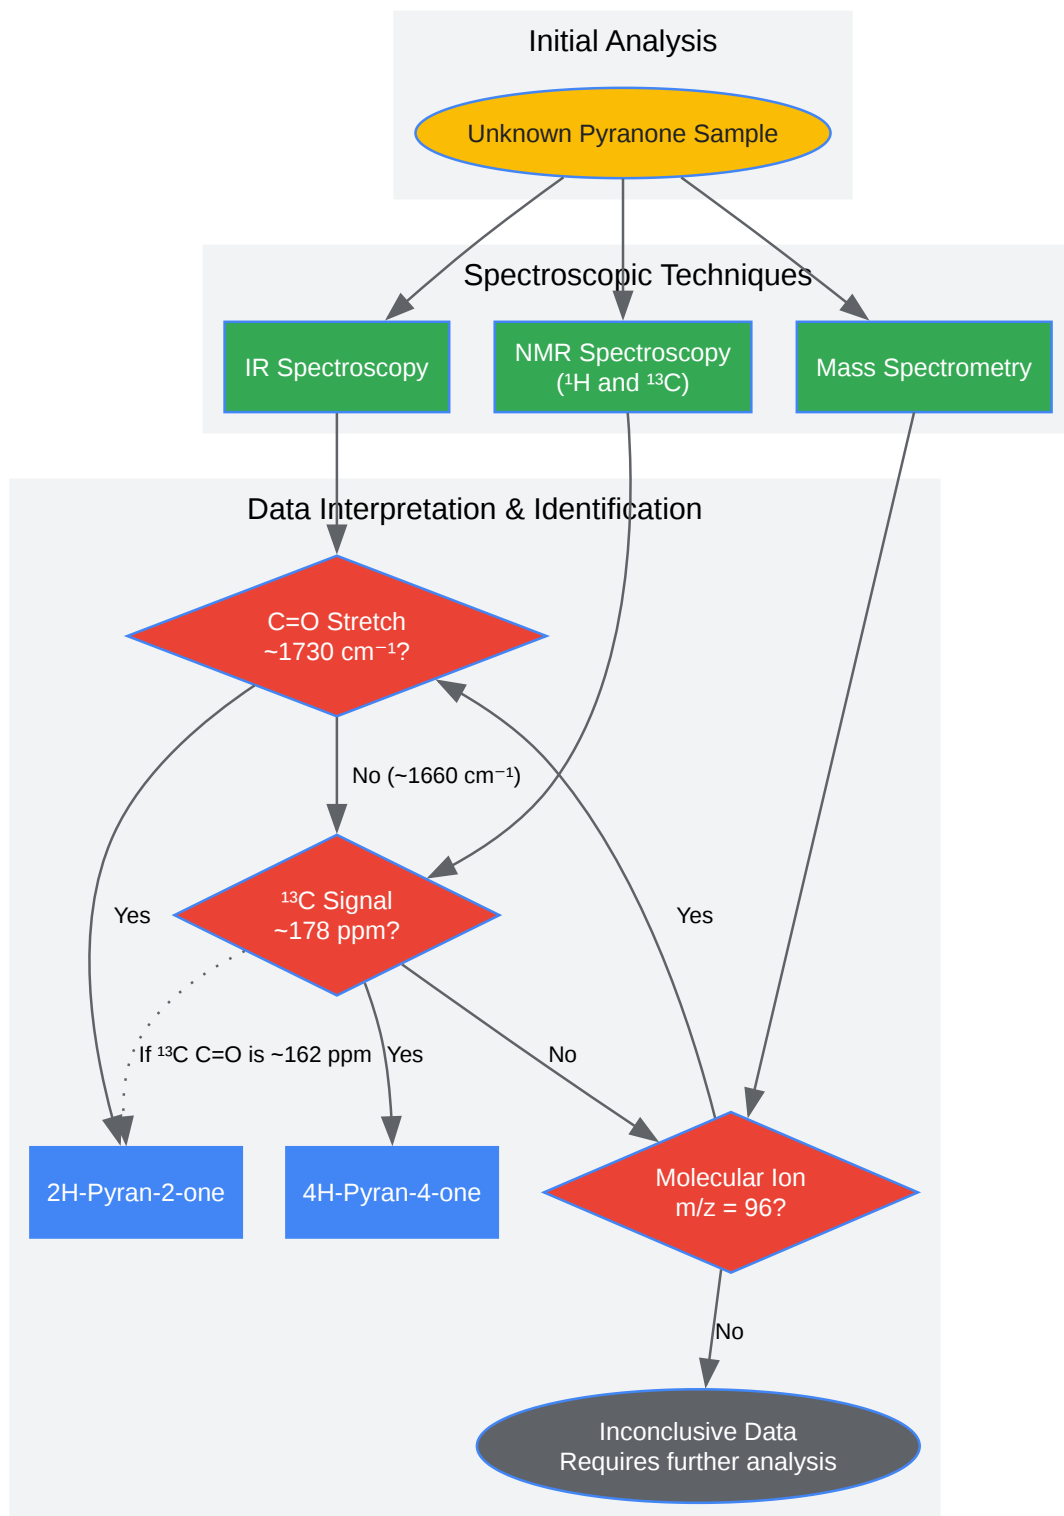 Initial Analysis
Unknown Pyranone Sample
Spectroscopic Techniques
IR Spectroscopy
NMR Spectroscopy
(¹H and ¹³C)
Mass Spectrometry
Data Interpretation & Identification
C=O Stretch
~1730 cm⁻¹?
No (~1660 cm⁻¹)
¹³C Signal
~178 ppm?
Yes
Yes
If ¹³C C=O is ~162 ppm
Yes
No
2H-Pyran-2-one
4H-Pyran-4-one
Molecular Ion
m/z = 96?
No
Inconclusive Data
Requires further analysis